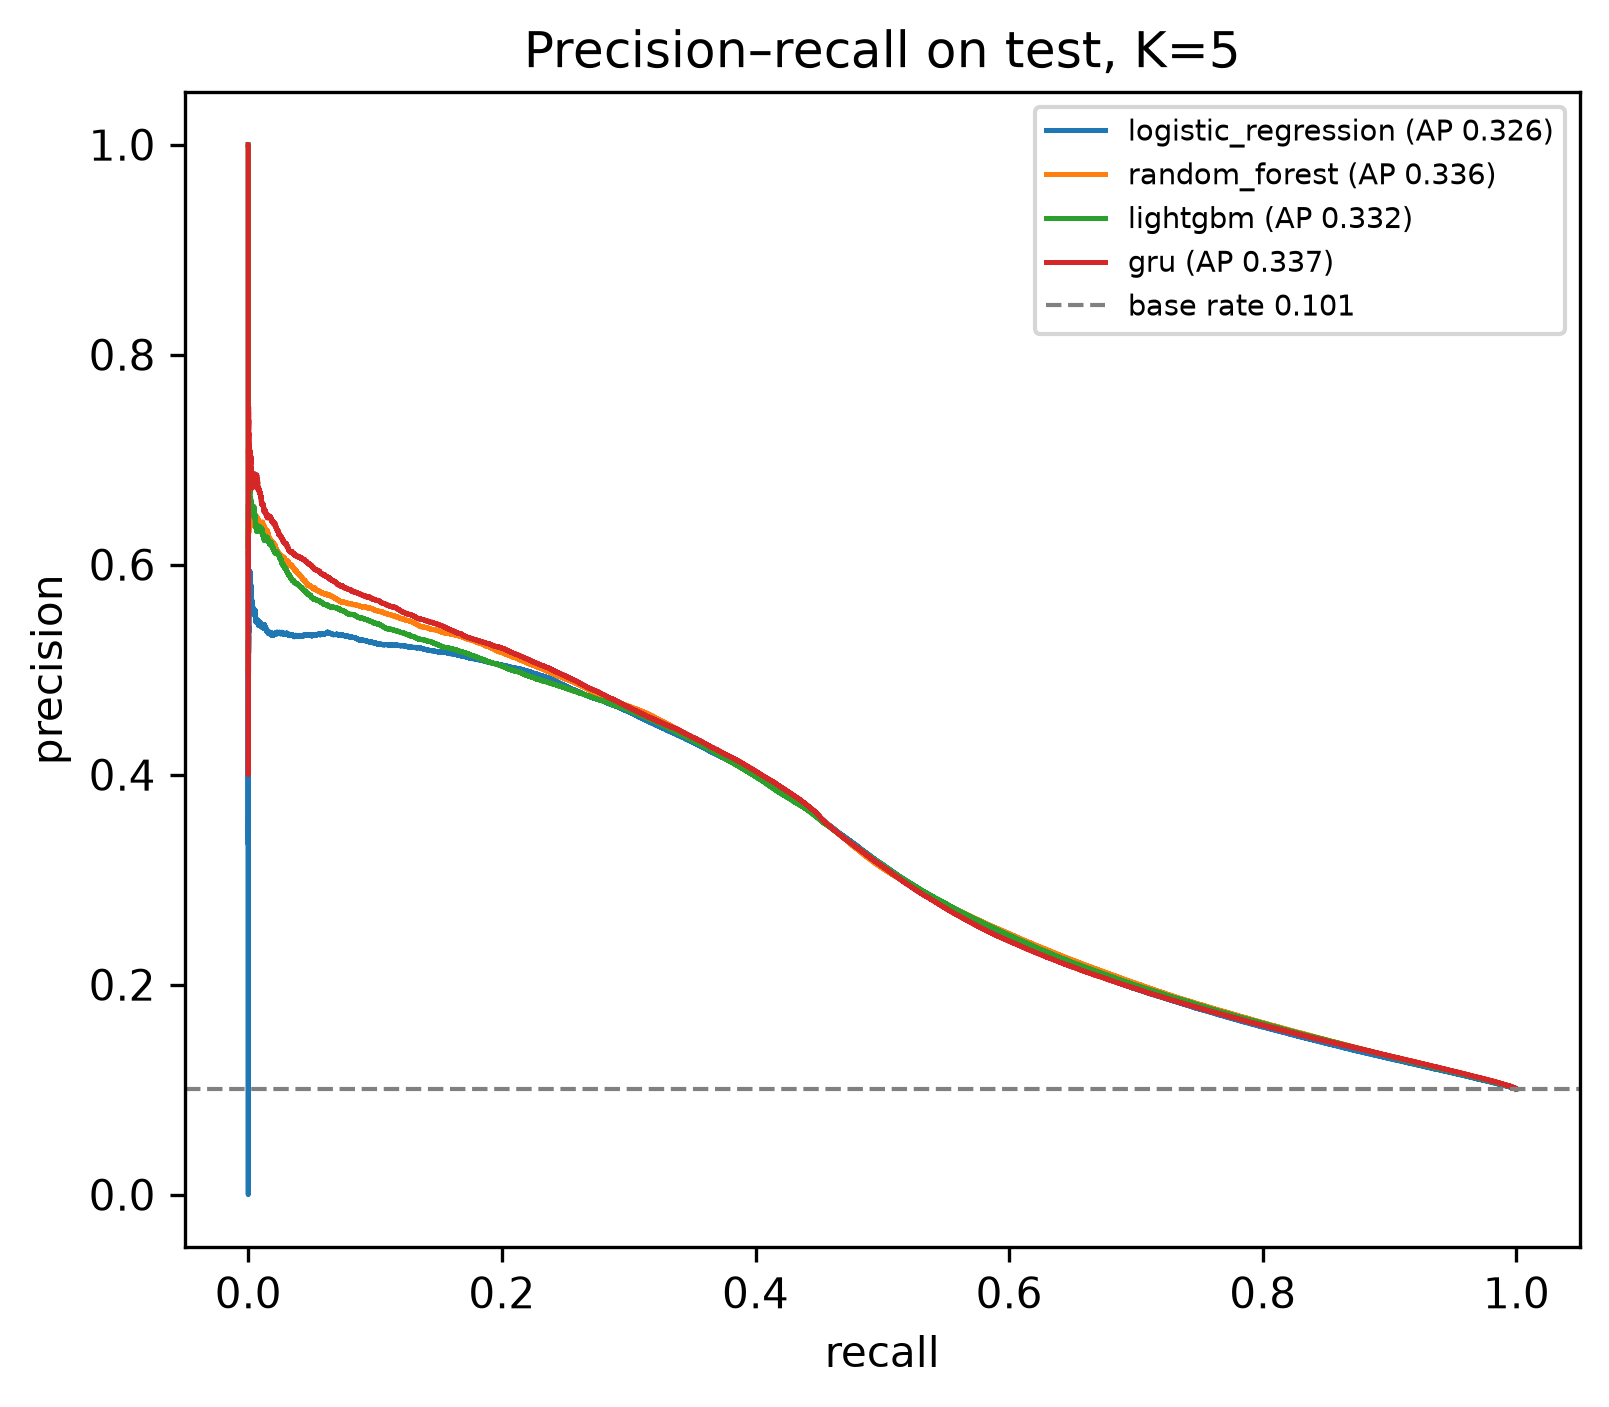 Precision–recall on test, K=5
logistic_regression (AP 0.326)
random_forest (AP 0.336)
lightgbm (AP 0.332)
gru (AP 0.337)
base rate 0.101
precision
1.0
0.8
0.6
0.4
0.2
0.0
0.0 0.2 0.4 0.6 0.8 1.0
recall